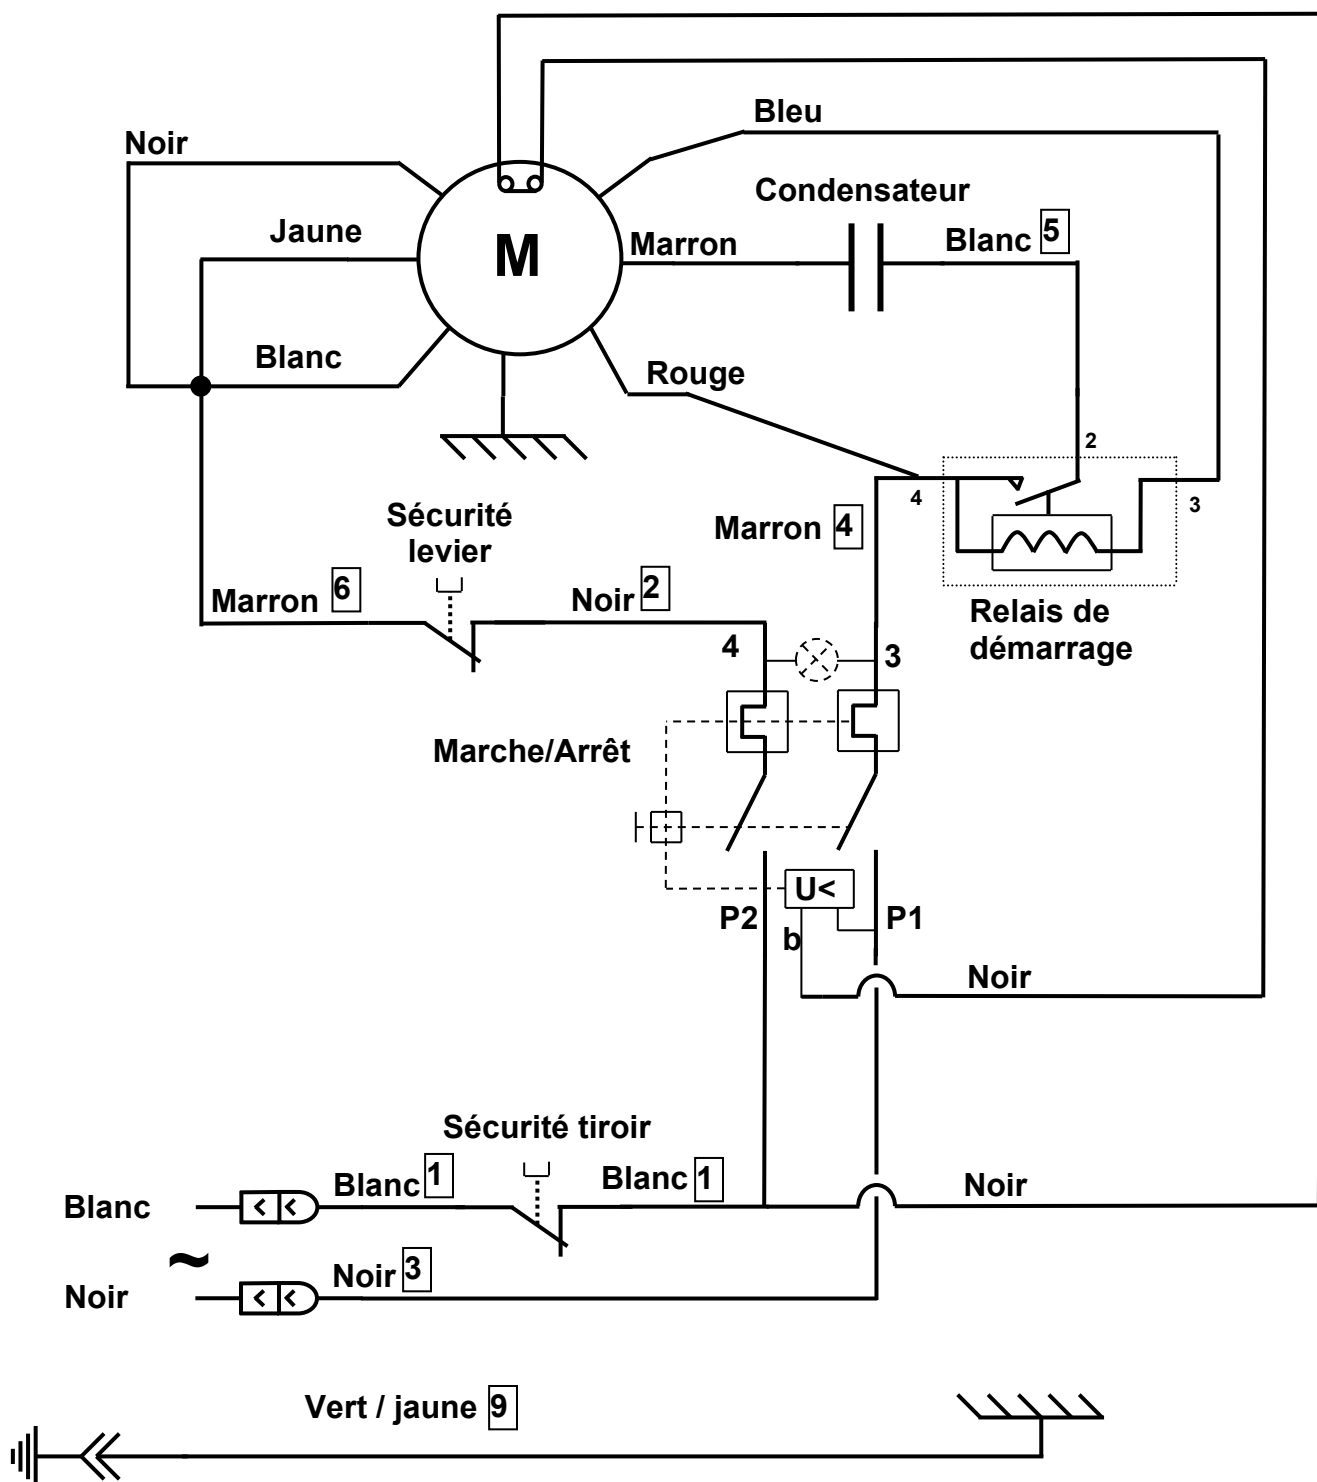 Bleu
Noir
Condensateur
Jaune
Marron
Blanc 5
M
Blanc
Rouge
2
4
3
Sécurité
levier
Marron 4
Marron 6
Noir 2
Relais de
démarrage
4
3
Marche/Arrêt
U<
P2
P1
b
Noir
Sécurité tiroir
Blanc 1
Blanc 1
Noir
Blanc
~
Noir 3
Noir
Vert / jaune 9